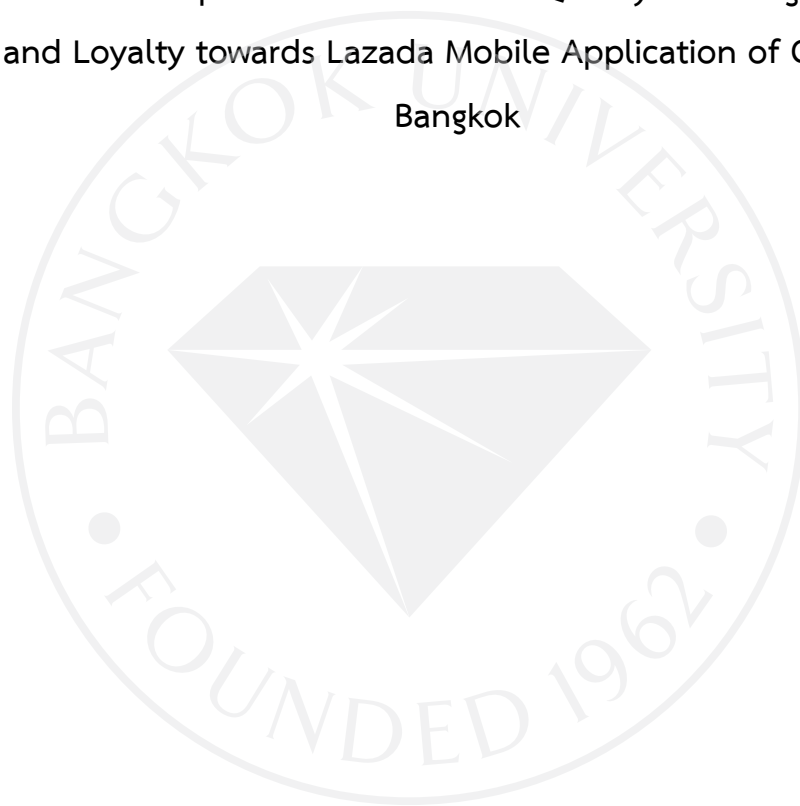 and Loyalty towards Lazada Mobile Application of
Bangkok
BANGKOK UNIVERSITY
FOUNDED 1962